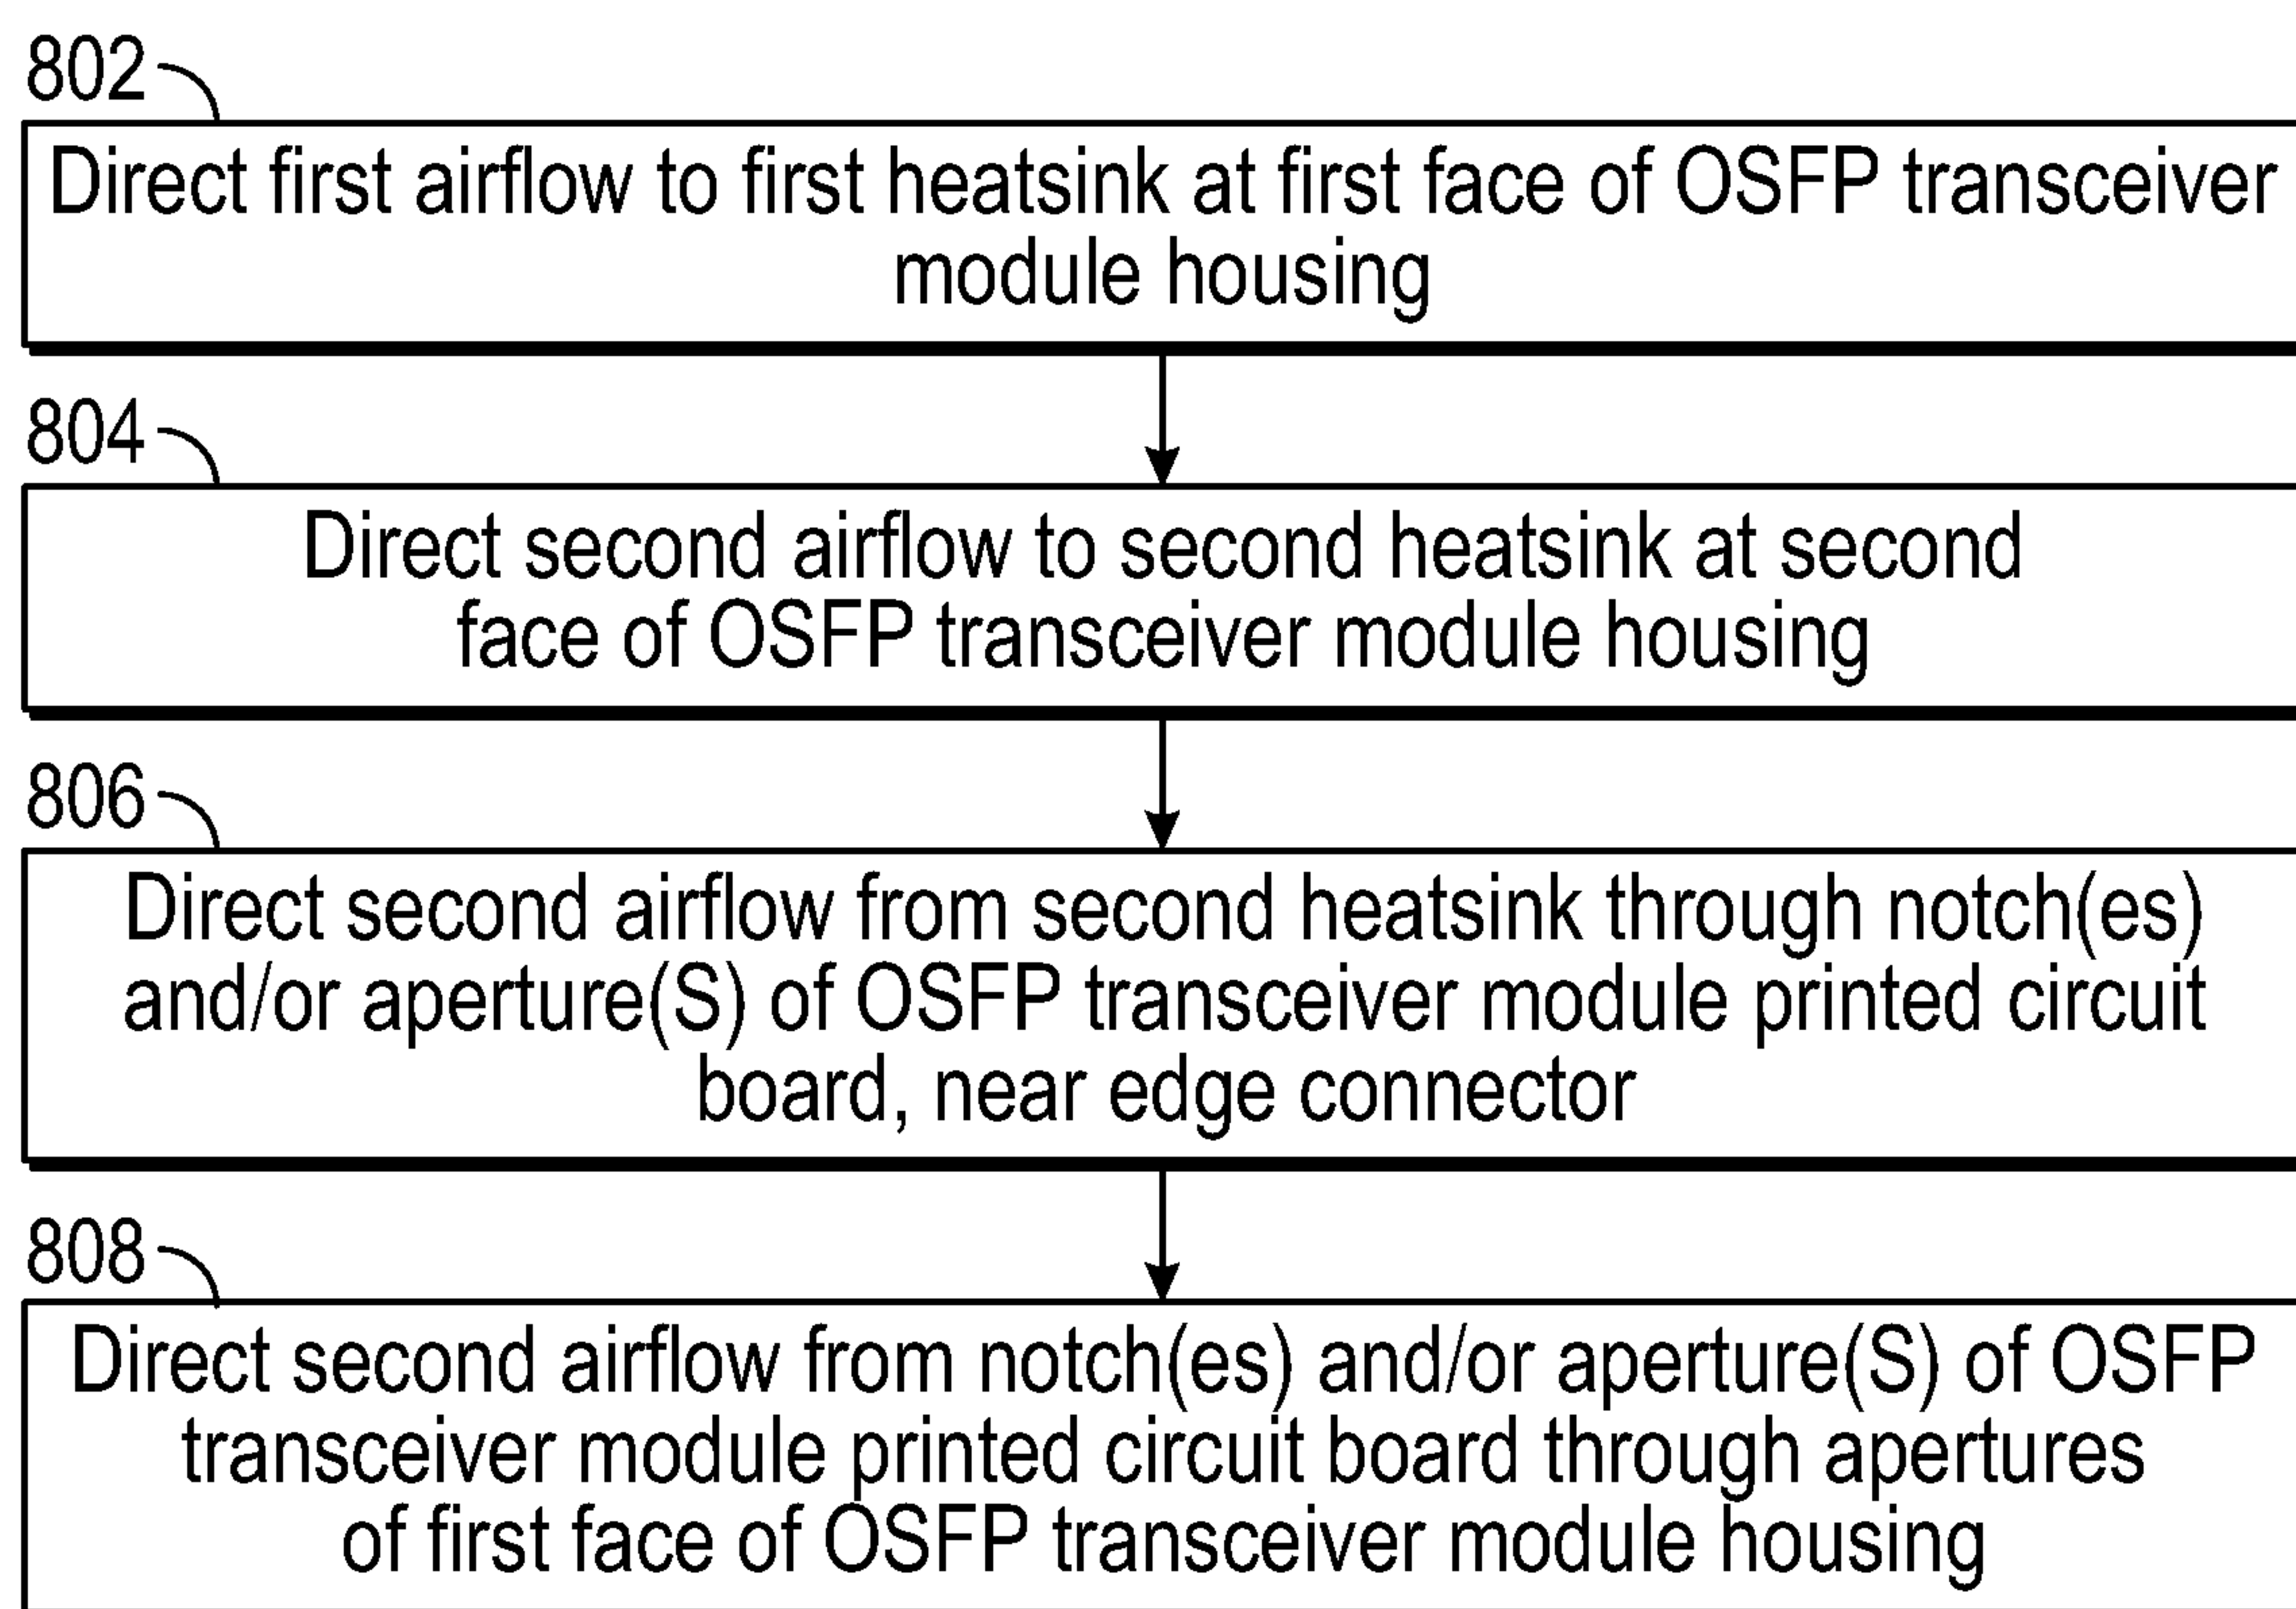 802
Direct first airflow to first heatsink at first face of OSFP transceiver
module housing
804
Direct second airflow to second heatsink at second
face of OSFP transceiver module housing
806
Direct second airflow from second heatsink through notch(es)
and/or aperture(S) of OSFP transceiver module printed circuit
board, near edge connector
808
Direct second airflow from notch(es) and/or aperture(S) of OSFP
transceiver module printed circuit board through apertures
of first face of OSFP transceiver module housing